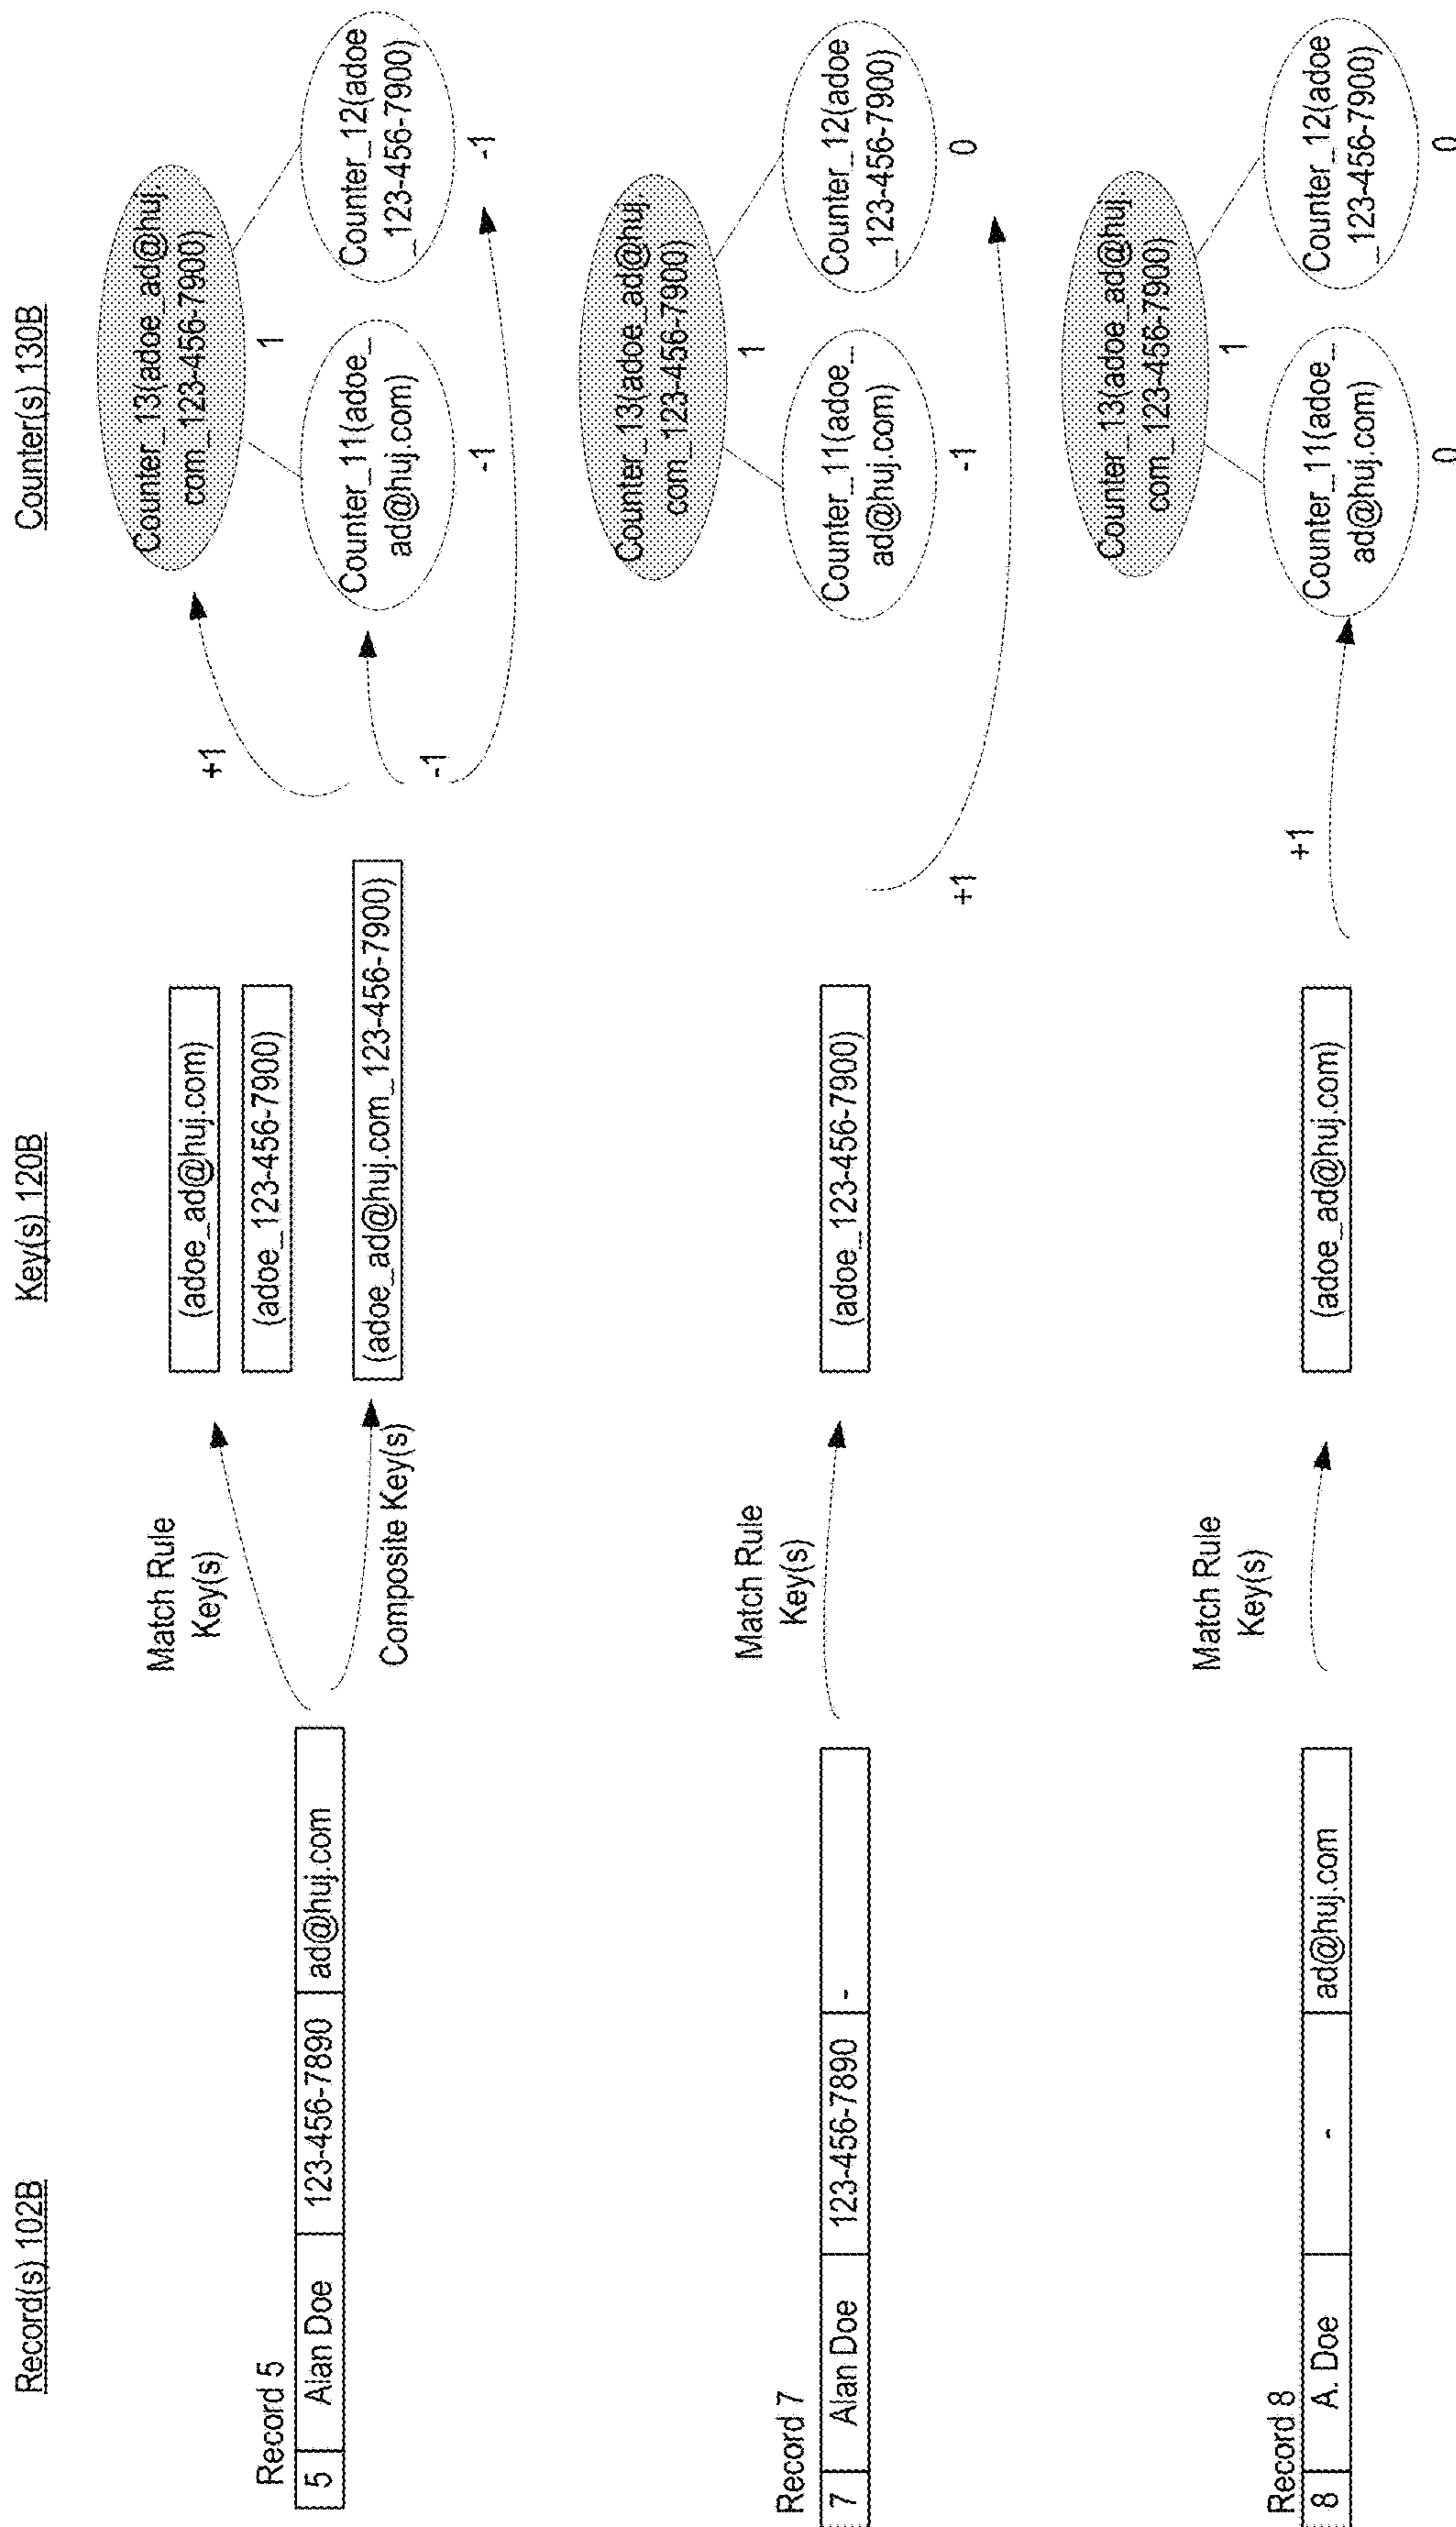 Record(s) 102B
Key(s) 120B
Counter(s) 130B
Record 5
5 Alan Doe 123-456-7890 ad@huj.com
Match Rule
Key(s)
Composite Key(s)
(adoe_ad@huj.com)
(adoe_123-456-7900)
(adoe_ad@huj.com_123-456-7900)
+1
-1
Counter_13(adoe_ad@huj.
com_123-456-7900)
1
Counter_11(adoe_
ad@huj.com)
-1
Counter_12(adoe
_123-456-7900)
-1
Record 7
7 Alan Doe 123-456-7890 -
Match Rule
Key(s)
(adoe_123-456-7900)
+1
Counter_13(adoe_ad@huj.
com_123-456-7900)
1
Counter_11(adoe_
ad@huj.com)
-1
Counter_12(adoe
_123-456-7900)
0
Record 8
8 A. Doe - ad@huj.com
Match Rule
Key(s)
(adoe_ad@huj.com)
+1
Counter_13(adoe_ad@huj.
com_123-456-7900)
1
Counter_11(adoe_
ad@huj.com)
0
Counter_12(adoe
_123-456-7900)
0